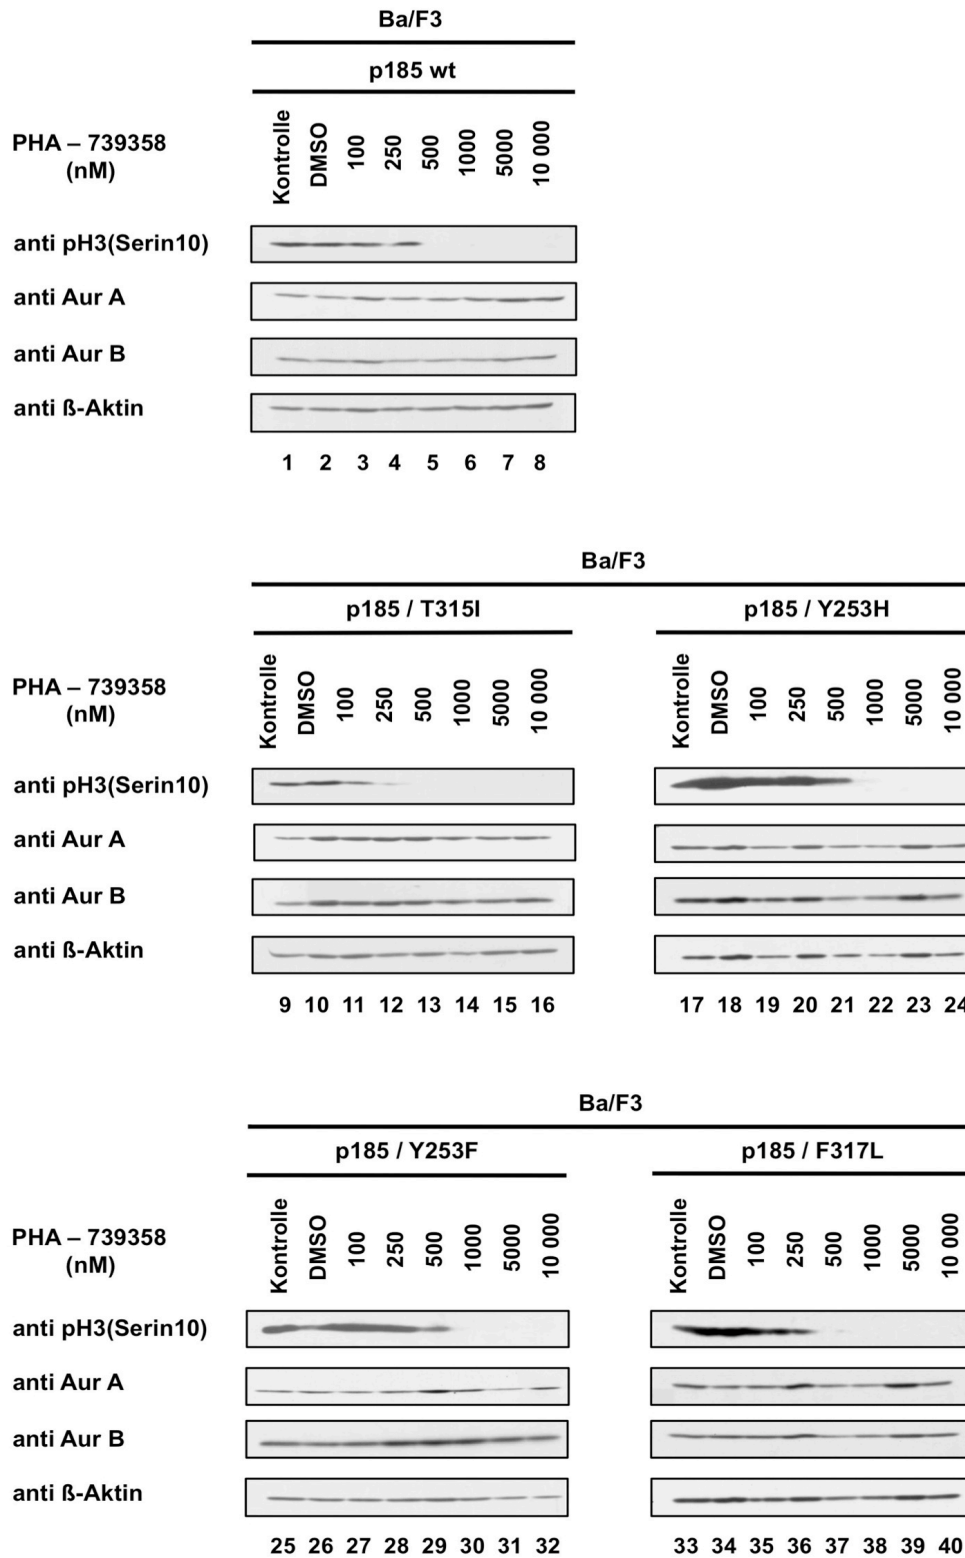 Ba/F3
p185 wt
PHA – 739358
(nM)
Kontrolle DMSO 100 250 500 1000 5000 10 000
anti pH3(Serin10)
anti Aur A
anti Aur B
anti ß-Aktin
1 2 3 4 5 6 7 8
Ba/F3
p185 / T315I p185 / Y253H
PHA – 739358
(nM)
Kontrolle DMSO 100 250 500 1000 5000 10 000 Kontrolle DMSO 100 250 500 1000 5000 10 000
anti pH3(Serin10)
anti Aur A
anti Aur B
anti ß-Aktin
9 10 11 12 13 14 15 16 17 18 19 20 21 22 23 24
Ba/F3
p185 / Y253F p185 / F317L
PHA – 739358
(nM)
Kontrolle DMSO 100 250 500 1000 5000 10 000 Kontrolle DMSO 100 250 500 1000 5000 10 000
anti pH3(Serin10)
anti Aur A
anti Aur B
anti ß-Aktin
25 26 27 28 29 30 31 32 33 34 35 36 37 38 39 40